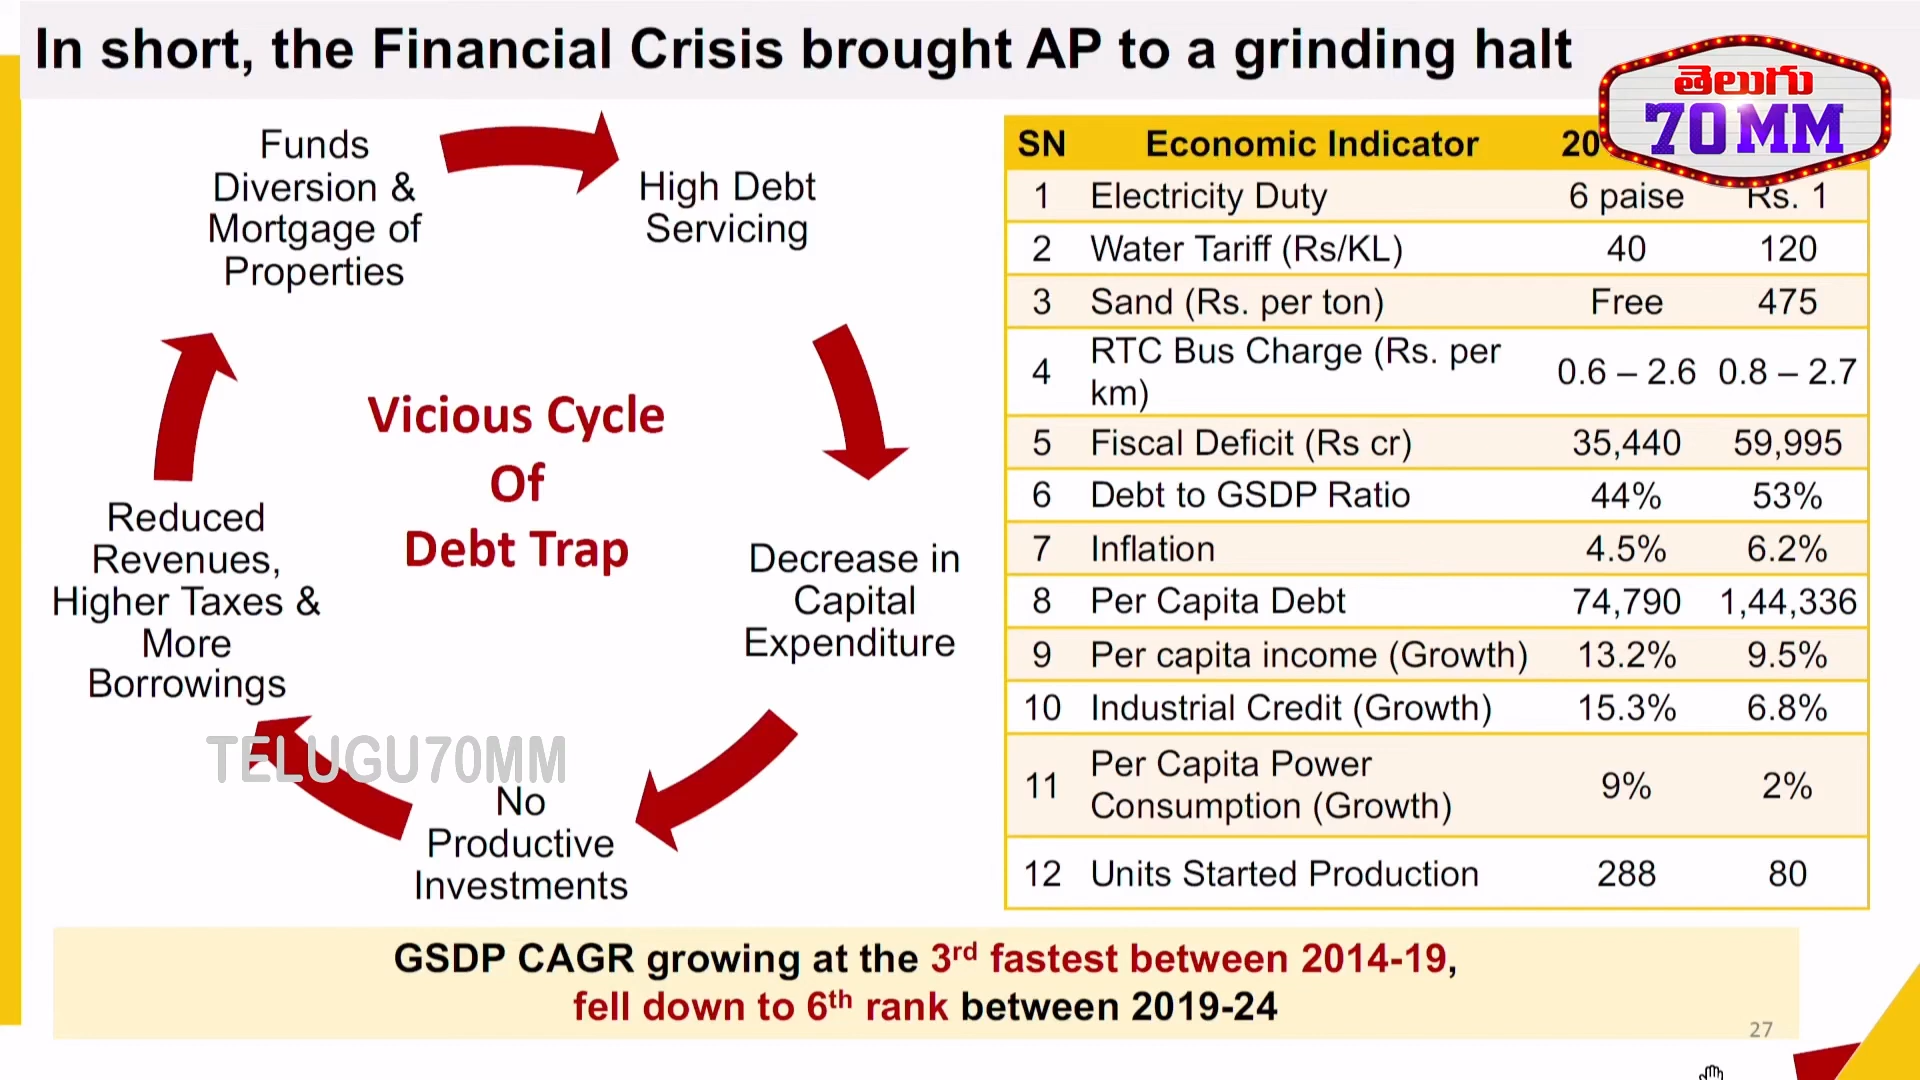 In short, the Financial Crisis brought AP to a grinding halt
తెలుగు
70MM
Funds
Diversion &
Mortgage of
Properties
High Debt
Servicing
Decrease in
Capital
Expenditure
No
Productive
Investments
Reduced
Revenues,
Higher Taxes &
More
Borrowings
Vicious Cycle
Of
Debt Trap
TELUGU70MM
SN Economic Indicator 20
1 Electricity Duty 6 paise Rs. 1
2 Water Tariff (Rs/KL) 40 120
3 Sand (Rs. per ton) Free 475
4 RTC Bus Charge (Rs. per
km) 0.6 – 2.6 0.8 – 2.7
5 Fiscal Deficit (Rs cr) 35,440 59,995
6 Debt to GSDP Ratio 44% 53%
7 Inflation 4.5% 6.2%
8 Per Capita Debt 74,790 1,44,336
9 Per capita income (Growth) 13.2% 9.5%
10 Industrial Credit (Growth) 15.3% 6.8%
11 Per Capita Power
Consumption (Growth) 9% 2%
12 Units Started Production 288 80
GSDP CAGR growing at the 3rd fastest between 2014-19,
fell down to 6th rank between 2019-24
27